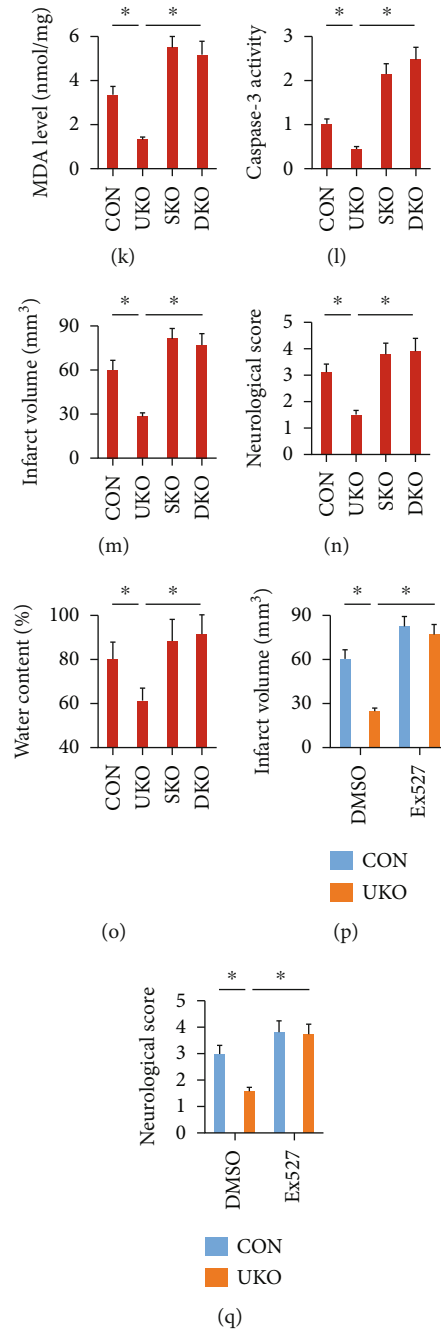 * *
MDA level (nmol/mg)
6
4
2
0
CON UKO SKO DKO
(k)
* *
Caspase-3 activity
3
2
1
0
CON UKO SKO DKO
(l)
* *
Infarct volume (mm³)
90
60
30
0
CON UKO SKO DKO
(m)
* *
Neurological score
5
4
3
2
1
0
CON UKO SKO DKO
(n)
* *
Water content (%)
100
80
60
40
CON UKO SKO DKO
(o)
* *
Infarct volume (mm³)
90
60
30
0
DMSO Ex527
CON
UKO
(p)
* *
Neurological score
5
4
3
2
1
0
DMSO Ex527
CON
UKO
(q)